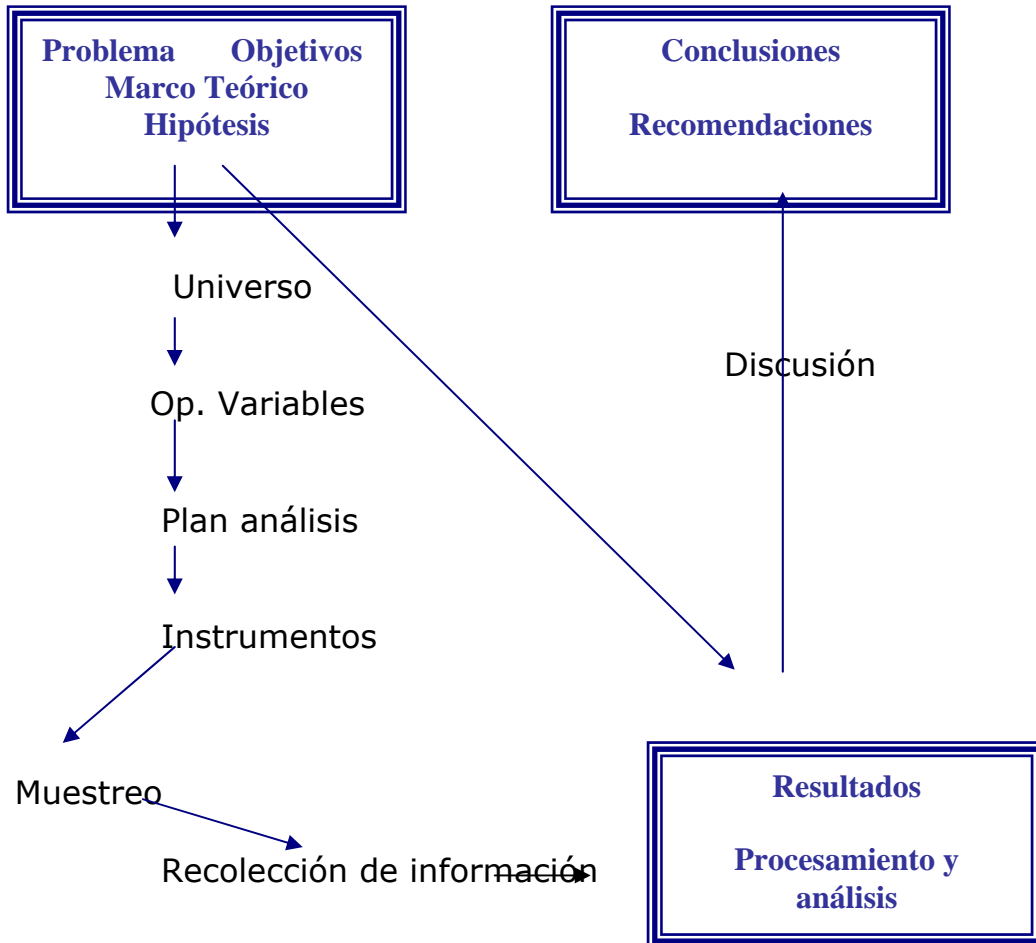 Problema Objetivos
Marco Teórico
Hipótesis
Conclusiones
Recomendaciones
Universo
Discusión
Op. Variables
Plan análisis
Instrumentos
Muestreo
Recolección de información
Resultados
Procesamiento y
análisis